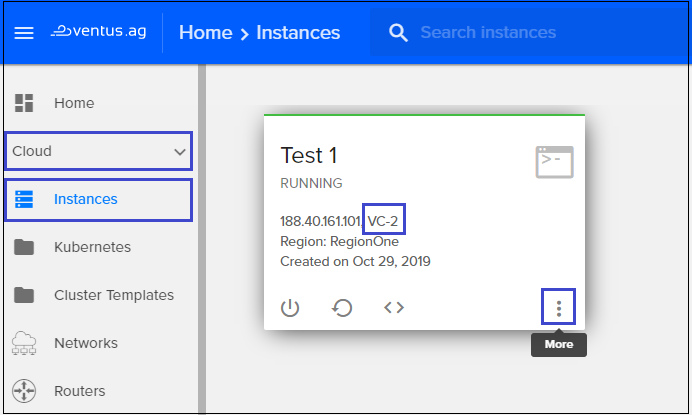 ventus.ag
Home > Instances
Search instances
Home
Cloud
Instances
Kubernetes
Cluster Templates
Networks
Routers
Test 1
RUNNING
188.40.161.101, VC-2
Region: RegionOne
Created on Oct 29, 2019
More